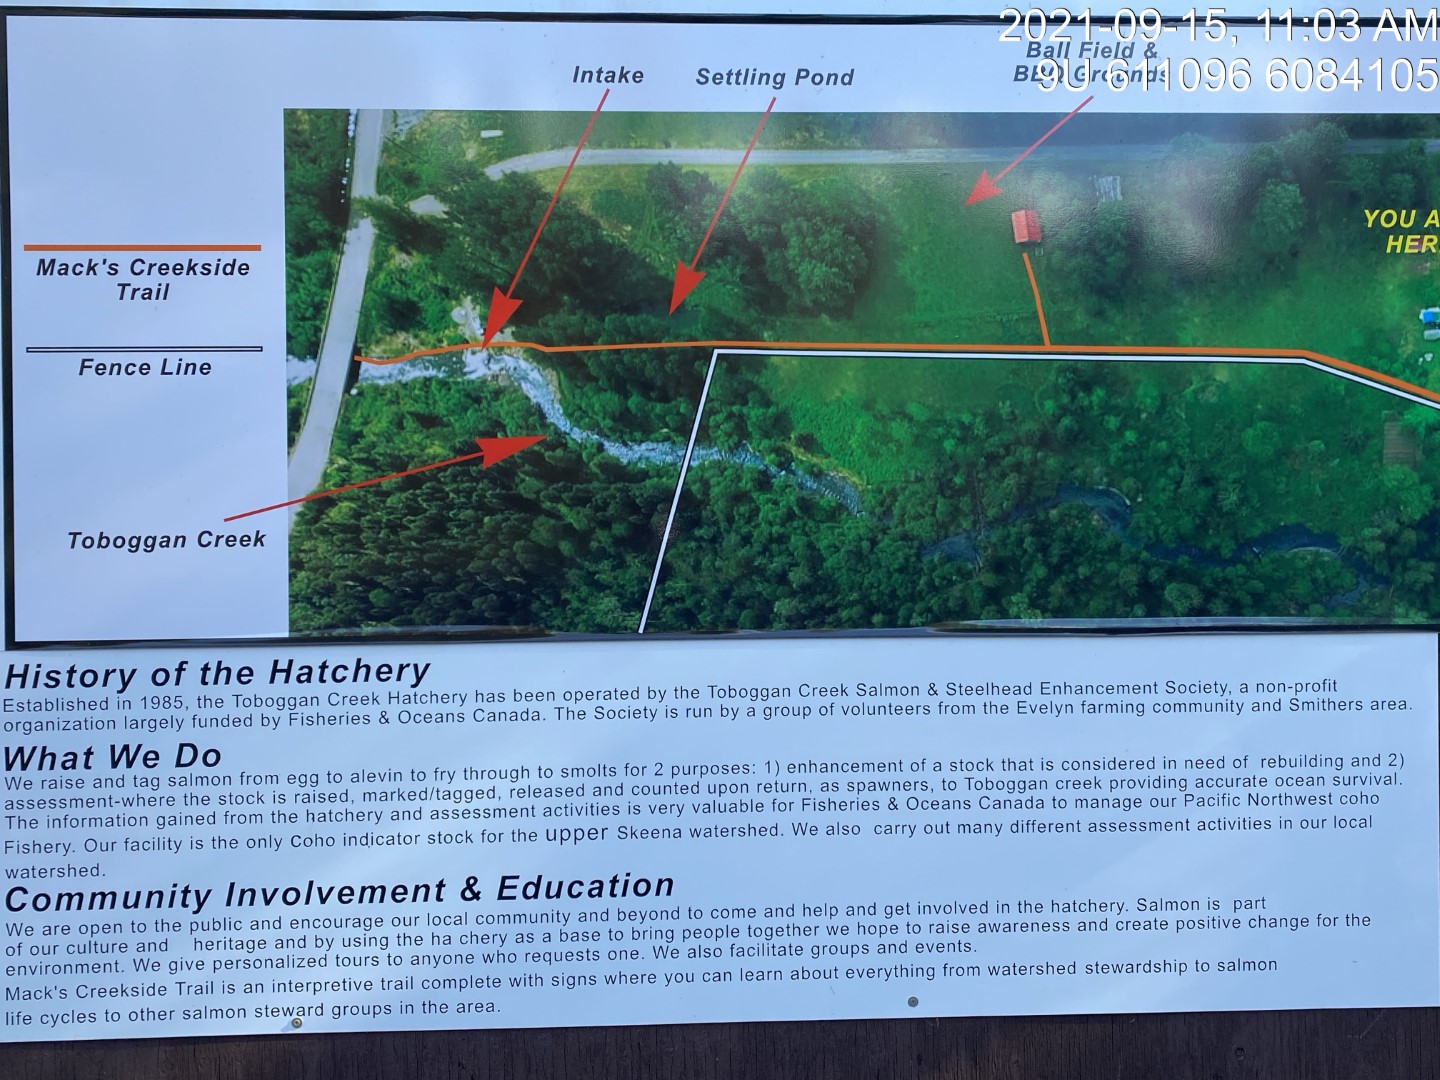 2021-09-15, 11:03 AM
9U 611096 6084105
Intake
Settling Pond
Ball Field &
BBQ Grounds
YOU A
HER
Mack's Creekside
Trail
Fence Line
Toboggan Creek
History of the Hatchery
Established in 1985, the Toboggan Creek Hatchery has been operated by the Toboggan Creek Salmon & Steelhead Enhancement Society, a non-profit
organization largely funded by Fisheries & Oceans Canada. The Society is run by a group of volunteers from the Evelyn farming community and Smithers area.
What We Do
We raise and tag salmon from egg to alevin to fry through to smolts for 2 purposes: 1) enhancement of a stock that is considered in need of rebuilding and 2)
assessment-where the stock is raised, marked/tagged, released and counted upon return, as spawners, to Toboggan creek providing accurate ocean survival.
The information gained from the hatchery and assessment activities is very valuable for Fisheries & Oceans Canada to manage our Pacific Northwest coho
Fishery. Our facility is the only Coho indicator stock for the upper Skeena watershed. We also carry out many different assessment activities in our local
watershed.
Community Involvement & Education
We are open to the public and encourage our local community and beyond to come and help and get involved in the hatchery. Salmon is part
of our culture and heritage and by using the ha chery as a base to bring people together we hope to raise awareness and create positive change for the
environment. We give personalized tours to anyone who requests one. We also facilitate groups and events.
Mack's Creekside Trail is an interpretive trail complete with signs where you can learn about everything from watershed stewardship to salmon
life cycles to other salmon steward groups in the area.